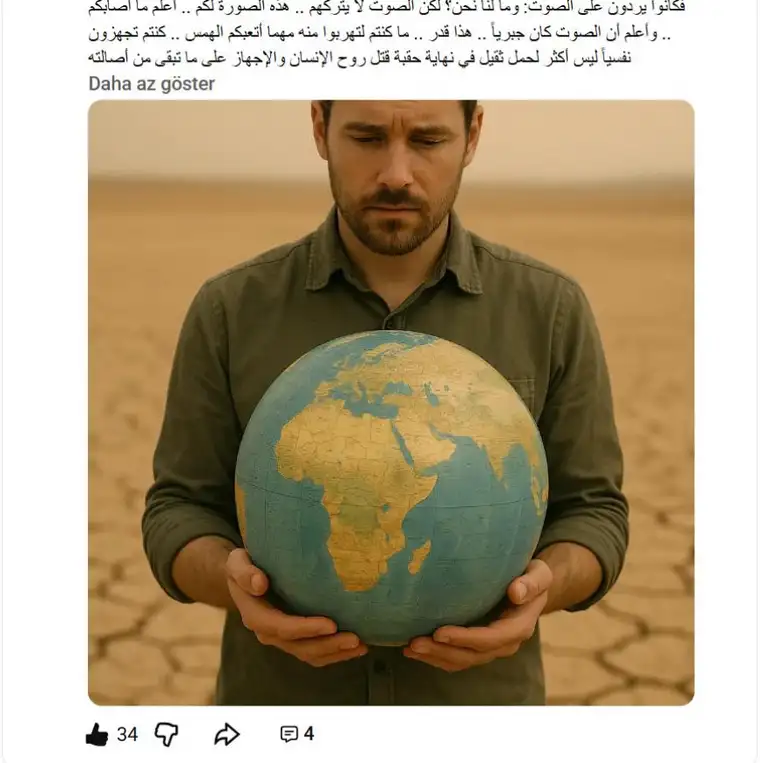 فكانوا يردون على الصوت: وما لنا نحن؟ لكن الصوت لا يتركهم .. هذه الصورة لكم .. أعلم ما أصابكم
.. وأعلم أن الصوت كان جبرياً .. هذا قدر .. ما كنتم لتهربوا منه مهما أتعبكم الهمس .. كنتم تجهزون
نفسياً ليس أكثر لحمل ثقيل في نهاية حقبة قتل روح الإنسان والإجهاز على ما تبقى من أصالته
Daha az göster
34
4